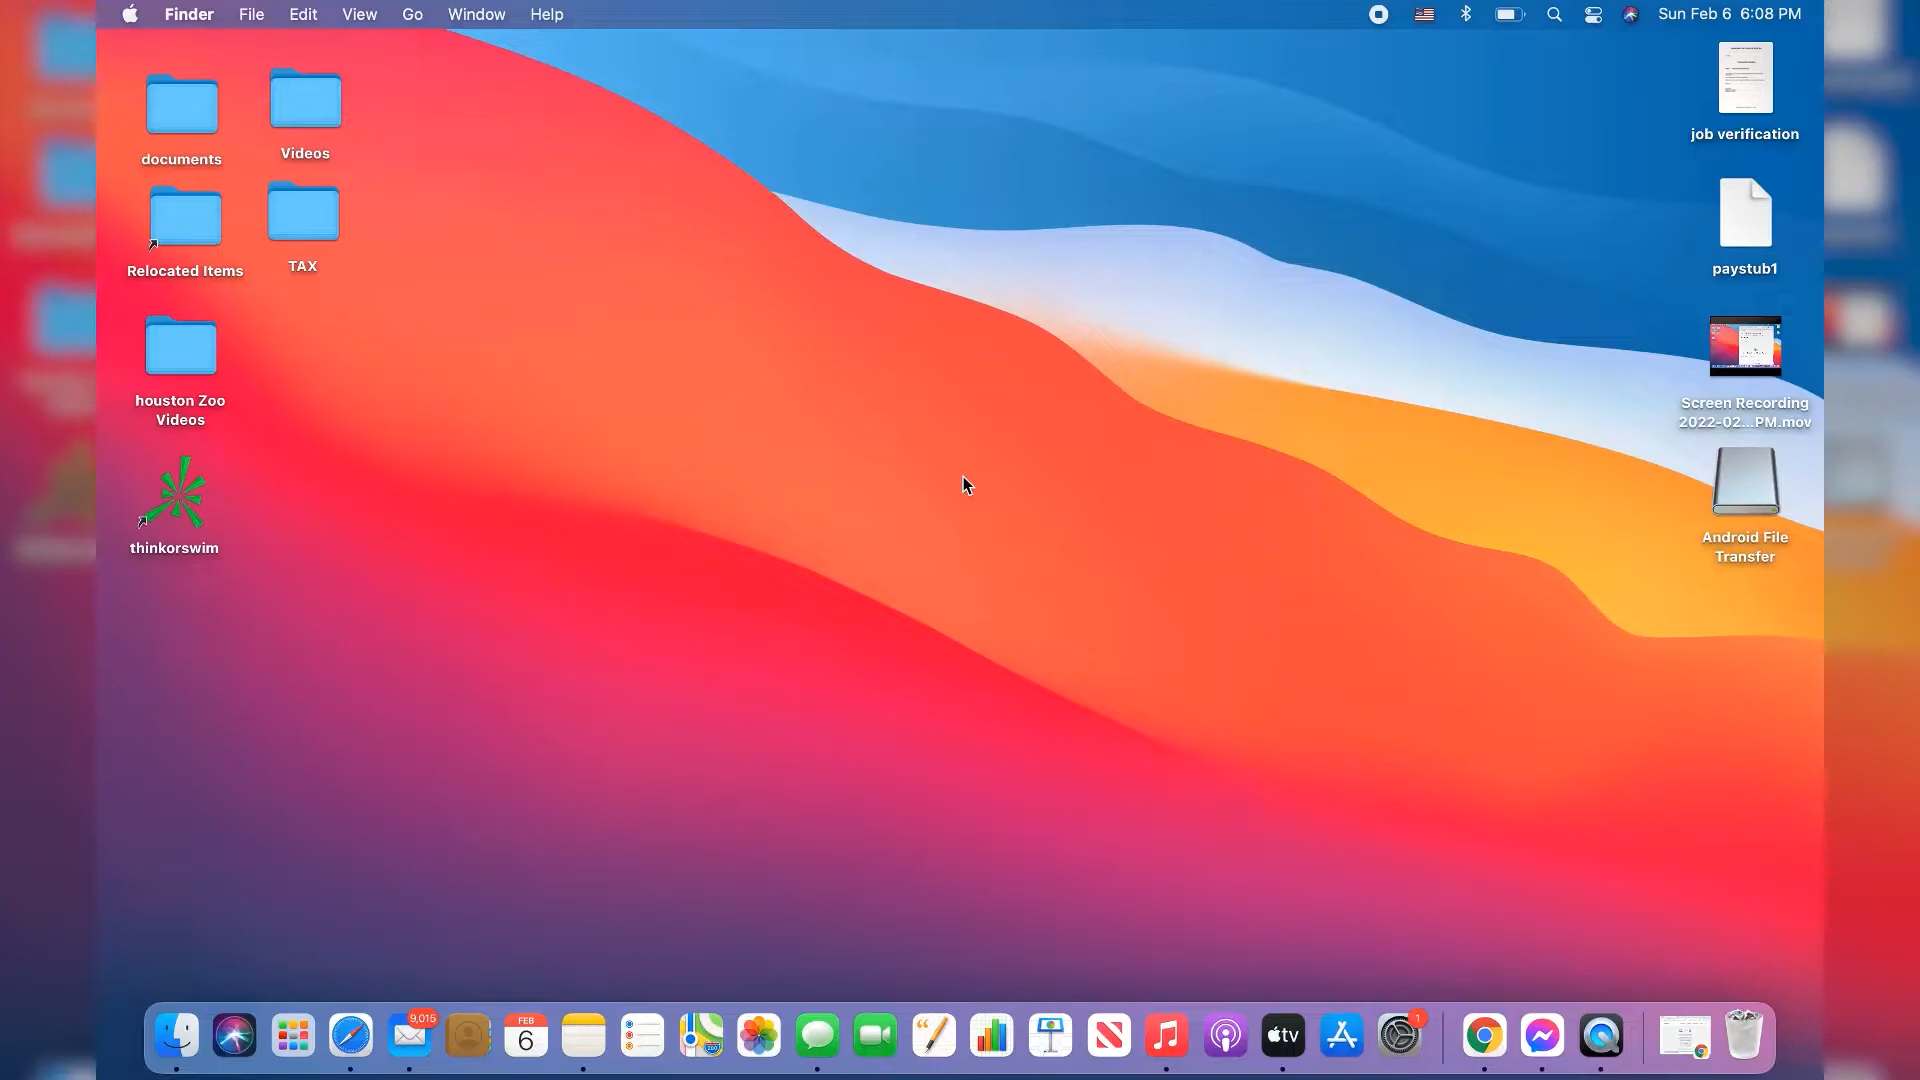 Finder File Edit View Go Window Help Sun Feb 6 6:08 PM
documents
Videos
Relocated Items
TAX
houston Zoo
Videos
thinkorswim
job verification
paystub1
Screen Recording
2022-02...PM.mov
Android File
Transfer
9,015
FEB
6
tv
1